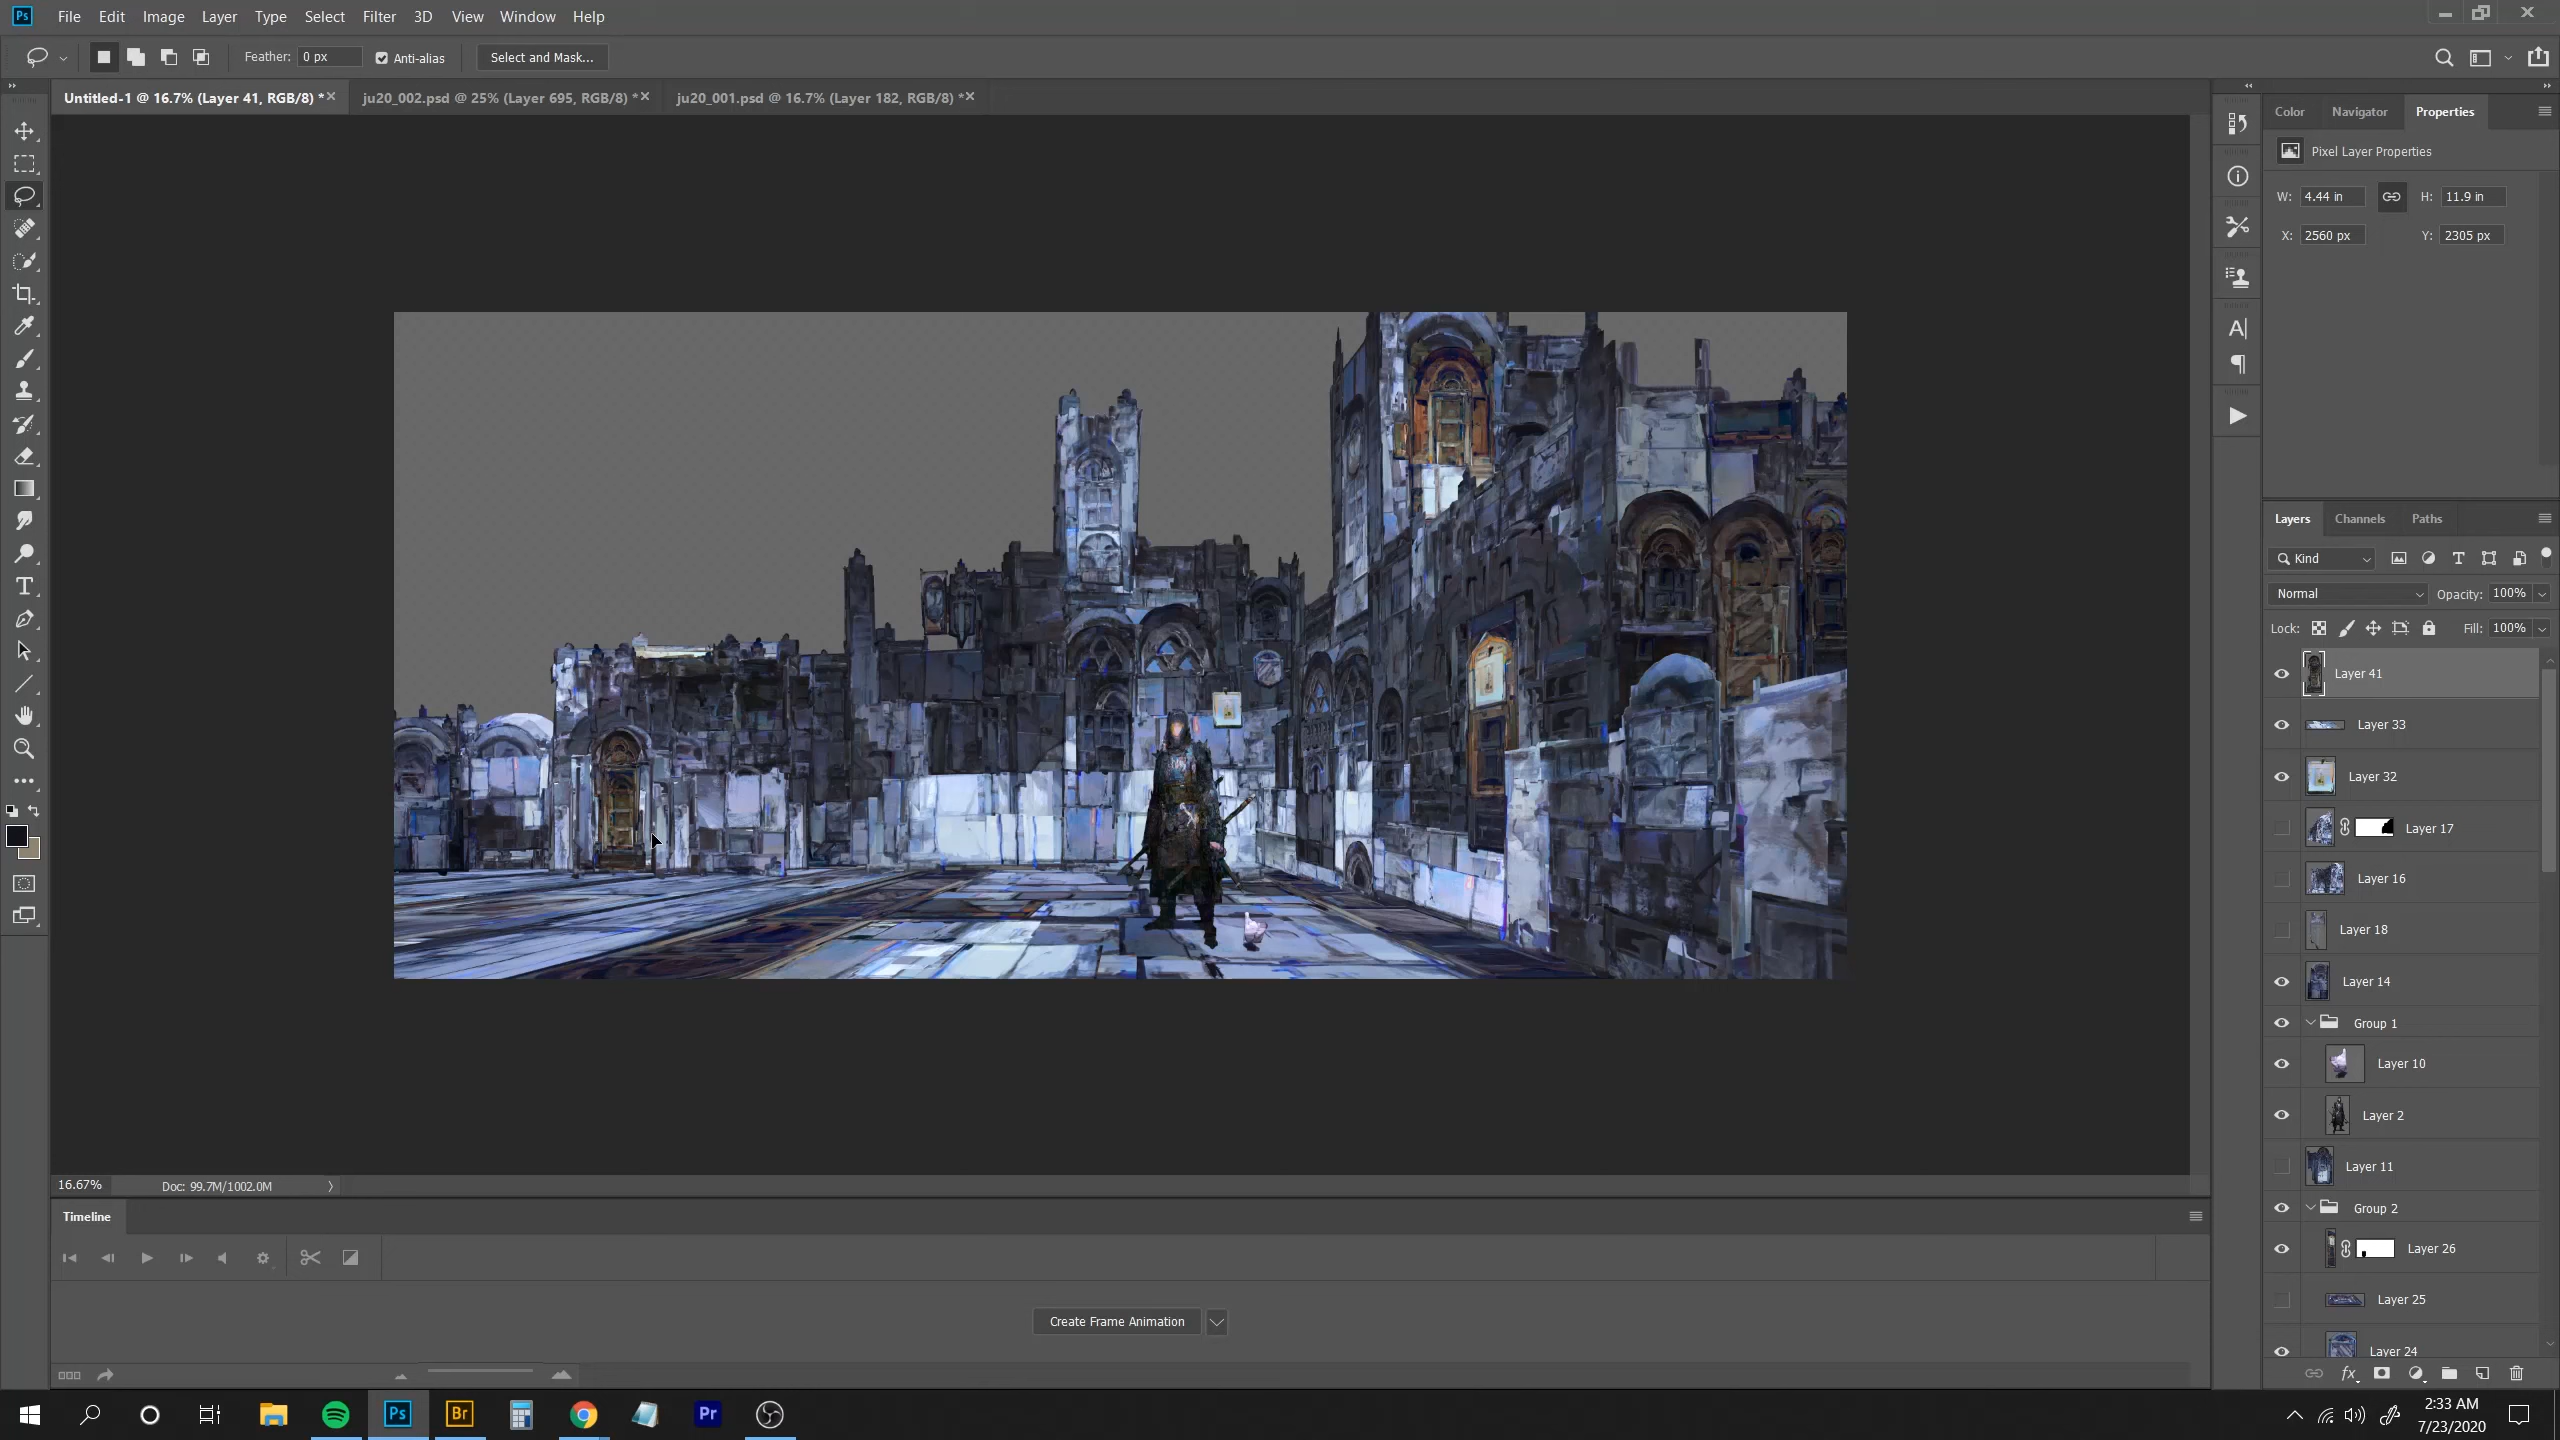 Ps File Edit Image Layer Type Select Filter 3D View Window Help
Feather: 0 px Anti-alias Select and Mask...
Untitled-1 @ 16.7% (Layer 41, RGB/8) * ju20_002.psd @ 25% (Layer 695, RGB/8) * ju20_001.psd @ 16.7% (Layer 182, RGB/8) *
Color Navigator Properties
Pixel Layer Properties
W: 4.44 in H: 11.9 in
X: 2560 px Y: 2305 px
Layers Channels Paths
Kind
Normal Opacity: 100%
Lock: Fill: 100%
Layer 41
Layer 33
Layer 32
Layer 17
Layer 16
Layer 18
Layer 14
Group 1
Layer 10
Layer 2
Layer 11
Group 2
Layer 26
Layer 25
Layer 24
16.67% Doc: 99.7M/1002.0M
Timeline
Create Frame Animation
Ps Br Pr
2:33 AM
7/23/2020